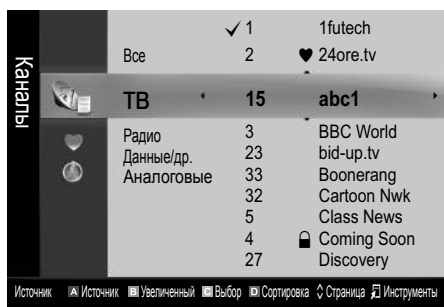 Каналы
✓ 1 1futech
Все 2 ♥ 24ore.tv
ТВ 15 abc1
Радио 3 BBC World
Данные/др. 23 bid-up.tv
Аналоговые 33 Boonerang
32 Cartoon Nwk
5 Class News
4 Coming Soon
27 Discovery
Источник A Источник B Увеличенный C Выбор D Сортировка Страница Инструменты